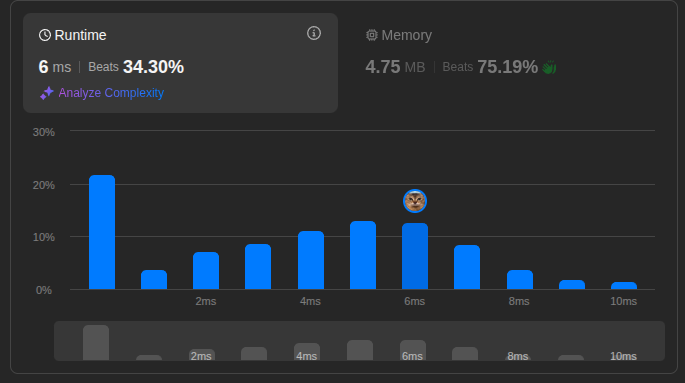 Runtime
6 ms | Beats 34.30%
Analyze Complexity
Memory
4.75 MB | Beats 75.19%
30%
20%
10%
0%
2ms 4ms 6ms 8ms 10ms
2ms 4ms 6ms 8ms 10ms